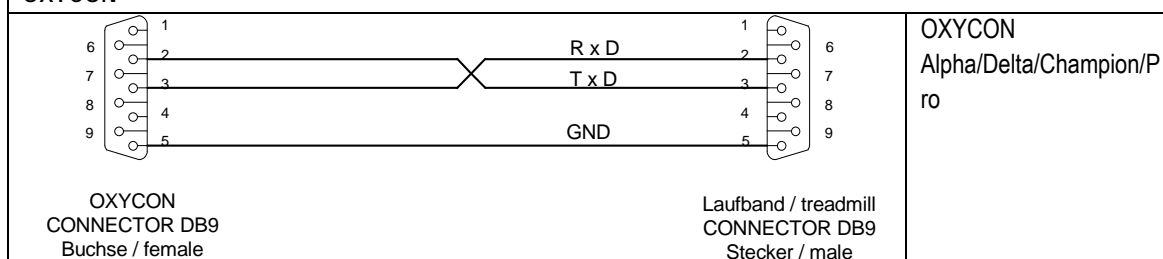 OXYCON
1
6
2
7
3
8
4
9
5
R x D
T x D
GND
1
6
2
7
3
8
4
9
5
OXYCON
CONNECTOR DB9
Buchse / female
Laufband / treadmill
CONNECTOR DB9
Stecker / male
OXYCON
Alpha/Delta/Champion/P
ro